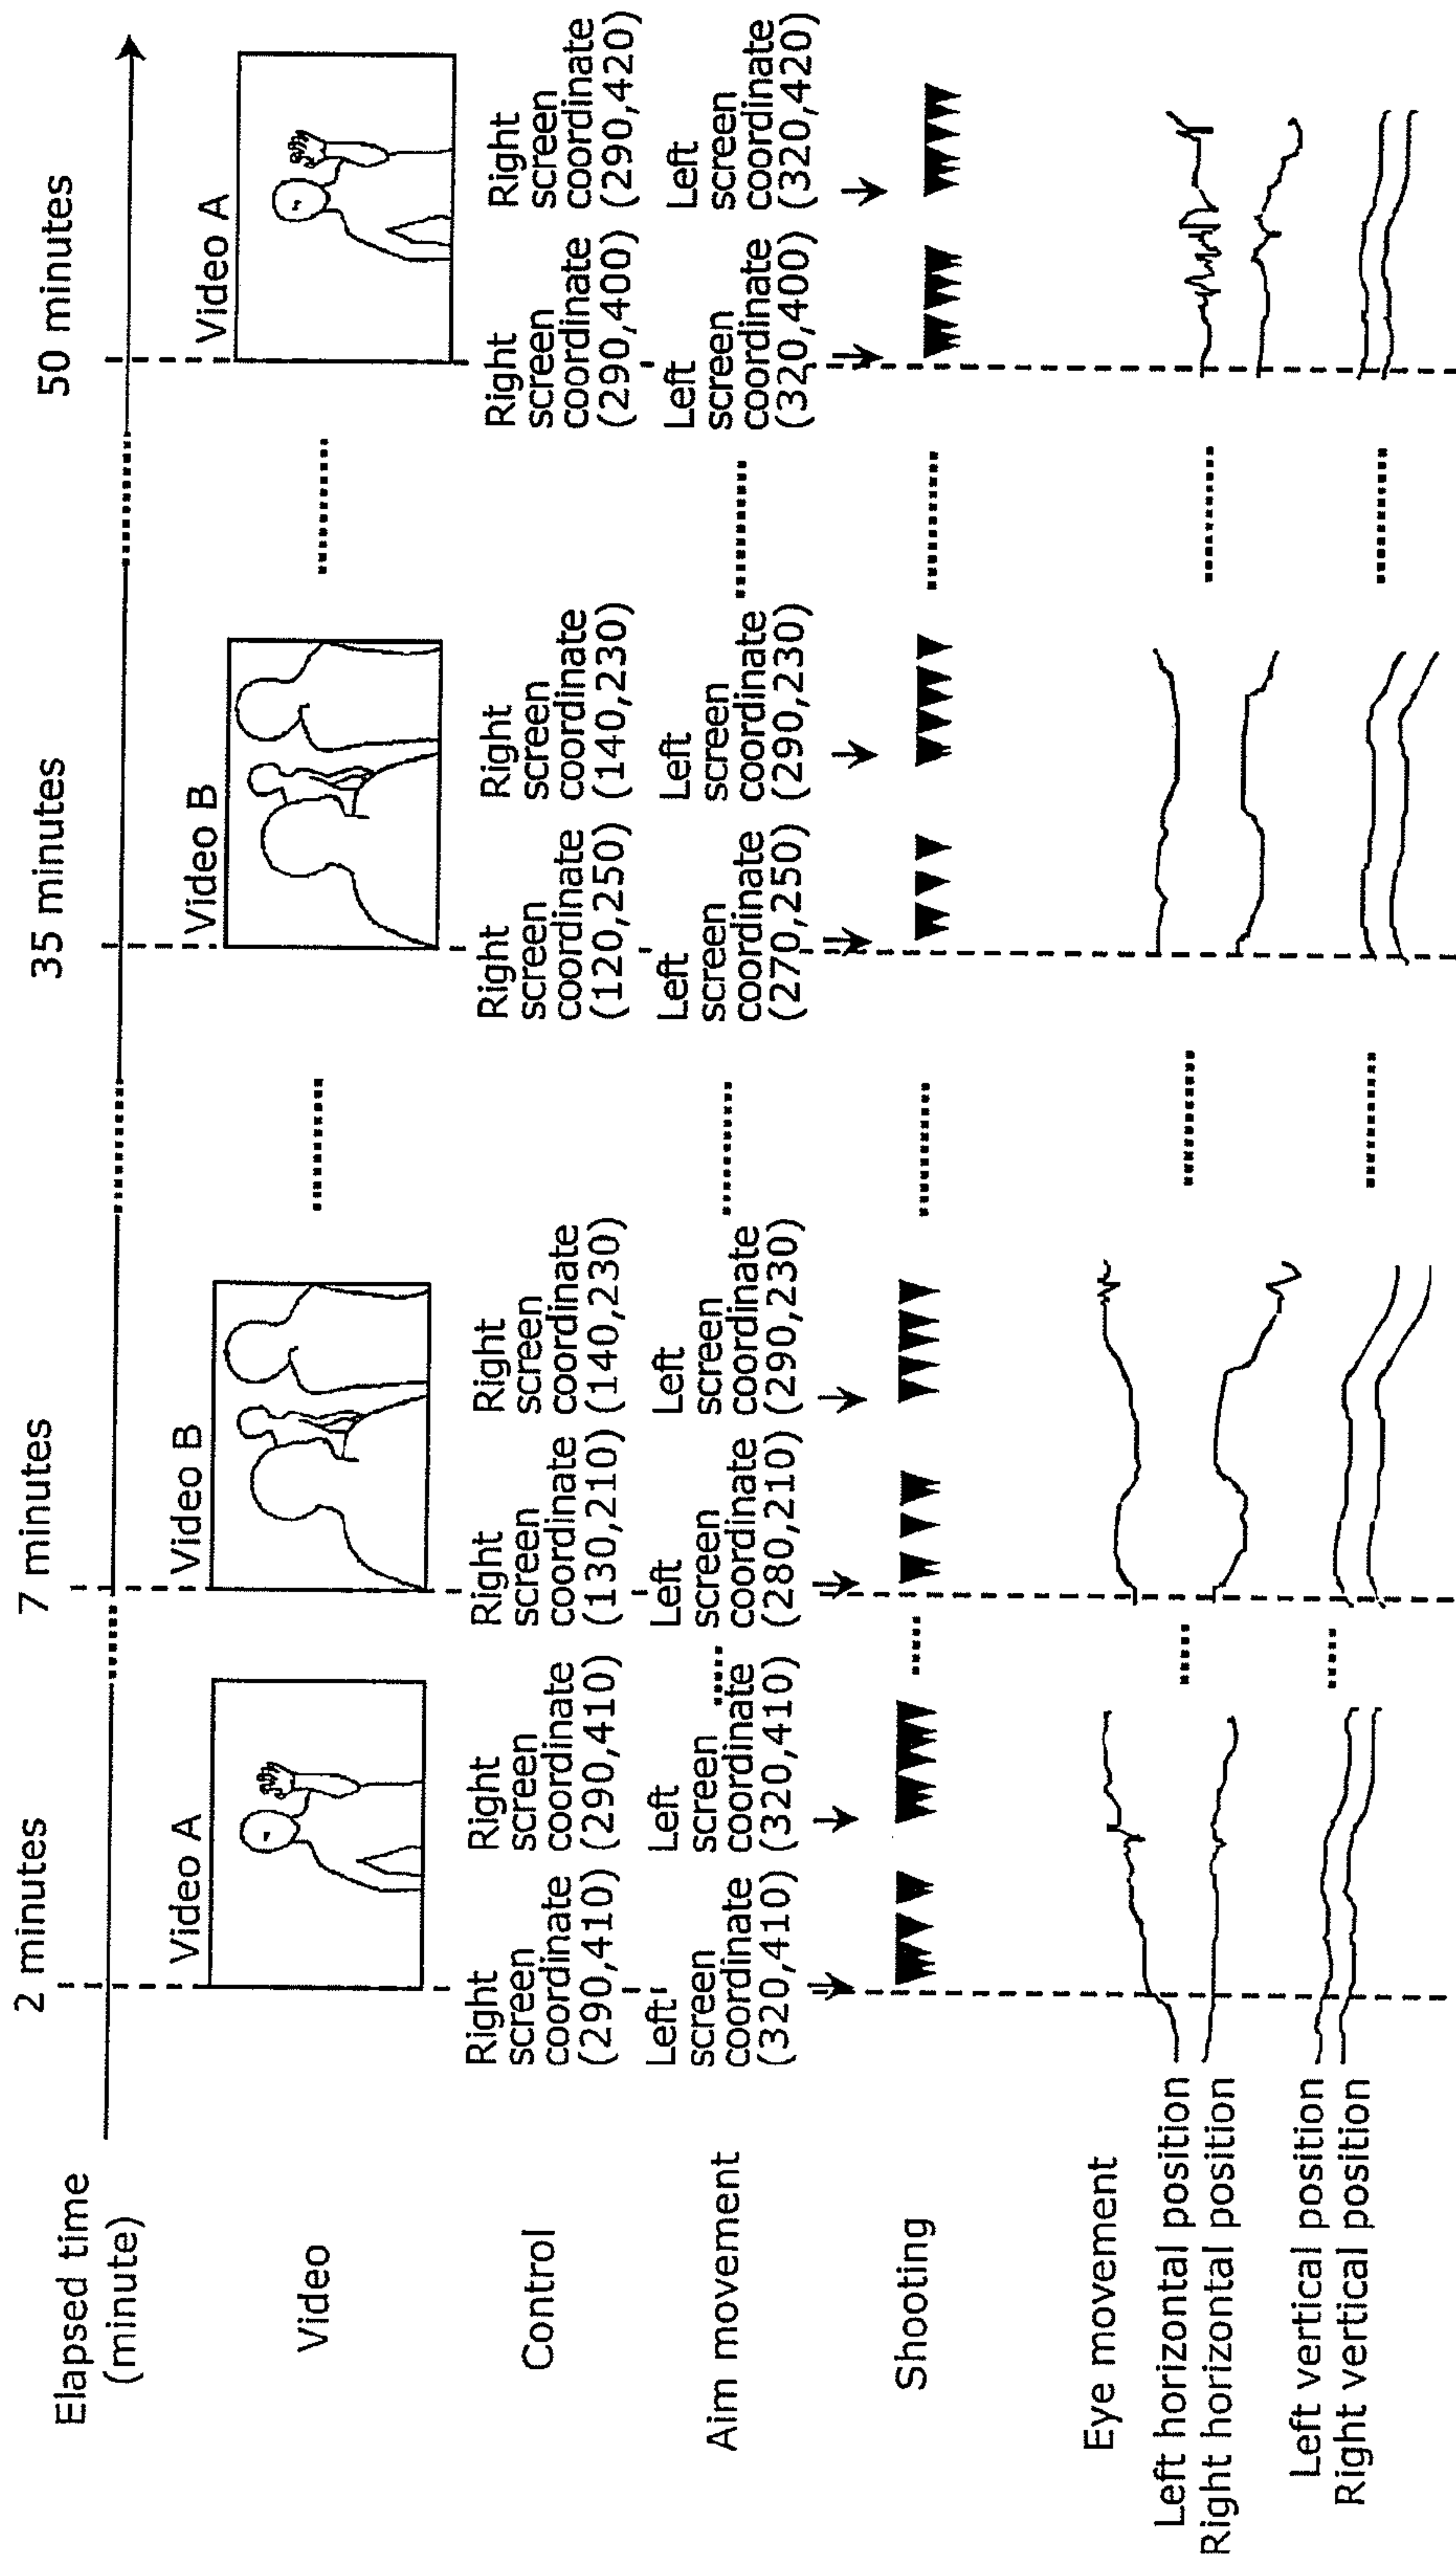 Elapsed time
(minute)
2 minutes
7 minutes
35 minutes
50 minutes
Video
Video A
Video B
Video B
Video A
Control
Right
screen
coordinate
(290,410)
Right
screen
coordinate
(290,410)
Right
screen
coordinate
(130,210)
Right
screen
coordinate
(140,230)
Right
screen
coordinate
(120,250)
Right
screen
coordinate
(140,230)
Right
screen
coordinate
(290,400)
Right
screen
coordinate
(290,420)
Aim movement
Left
screen
coordinate
(320,410)
Left
screen
coordinate
(320,410)
Left
screen
coordinate
(280,210)
Left
screen
coordinate
(290,230)
Left
screen
coordinate
(270,250)
Left
screen
coordinate
(290,230)
Left
screen
coordinate
(320,400)
Left
screen
coordinate
(320,420)
Shooting
Eye movement
Left horizontal position
Right horizontal position
Left vertical position
Right vertical position